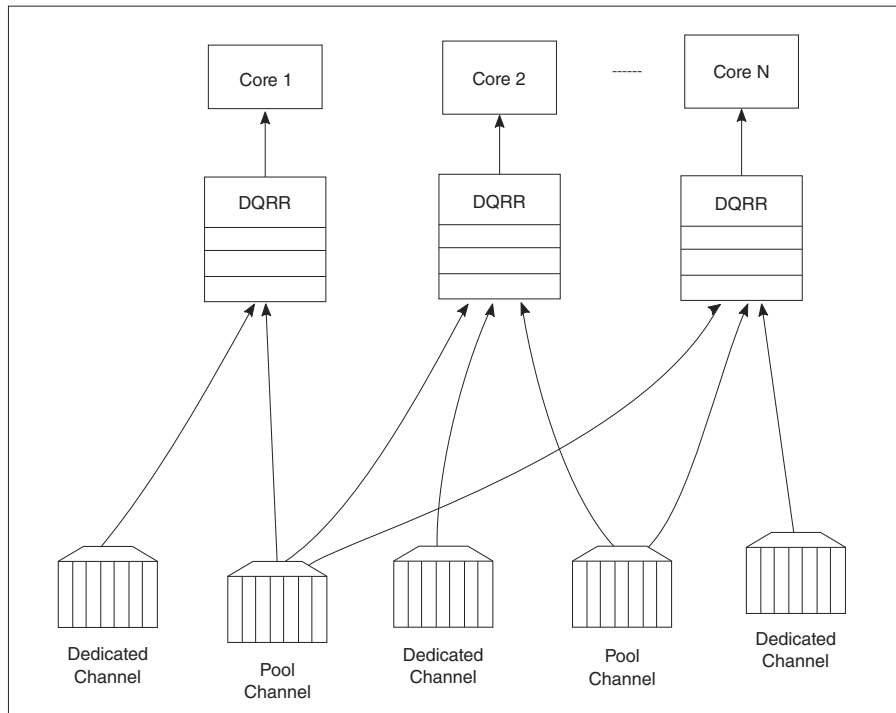 Core 1
Core 2
------
Core N
DQRR
DQRR
DQRR
Dedicated
Channel
Pool
Channel
Dedicated
Channel
Pool
Channel
Dedicated
Channel